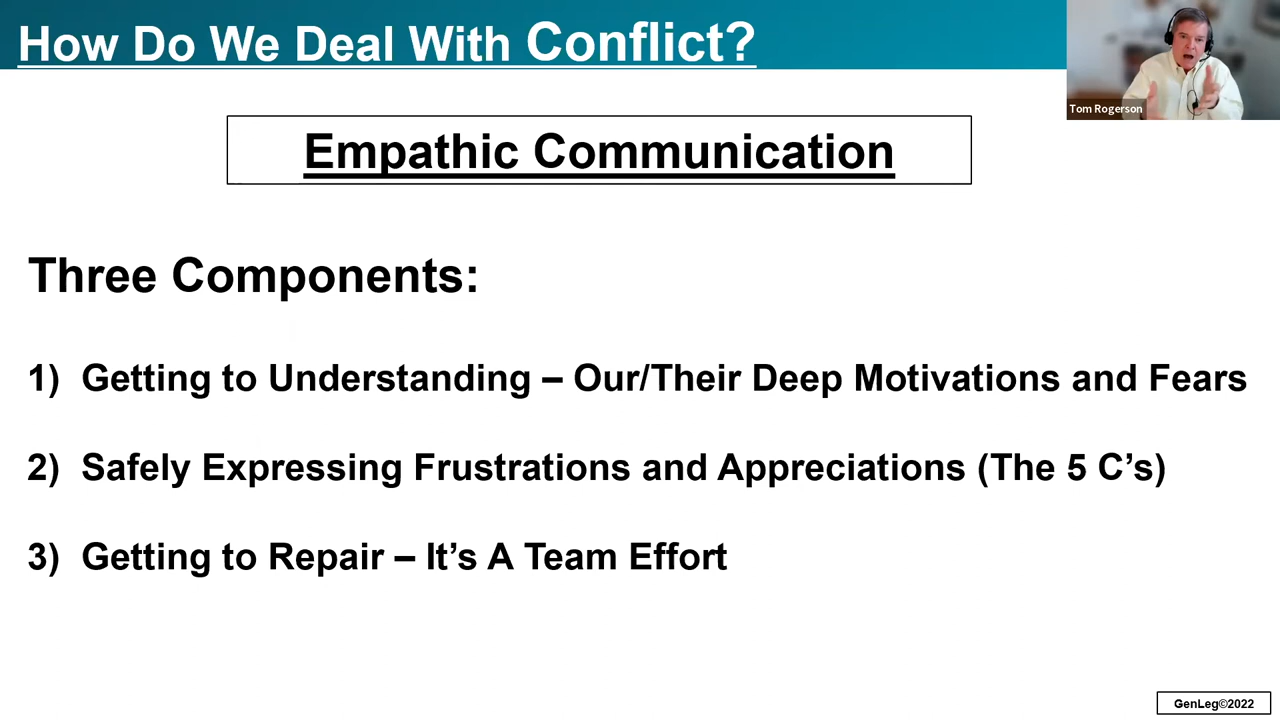 How Do We Deal With Conflict?
Tom Rogerson
Empathic Communication
Three Components:
1) Getting to Understanding – Our/Their Deep Motivations and Fears
2) Safely Expressing Frustrations and Appreciations (The 5 C’s)
3) Getting to Repair – It’s A Team Effort
GenLeg©2022